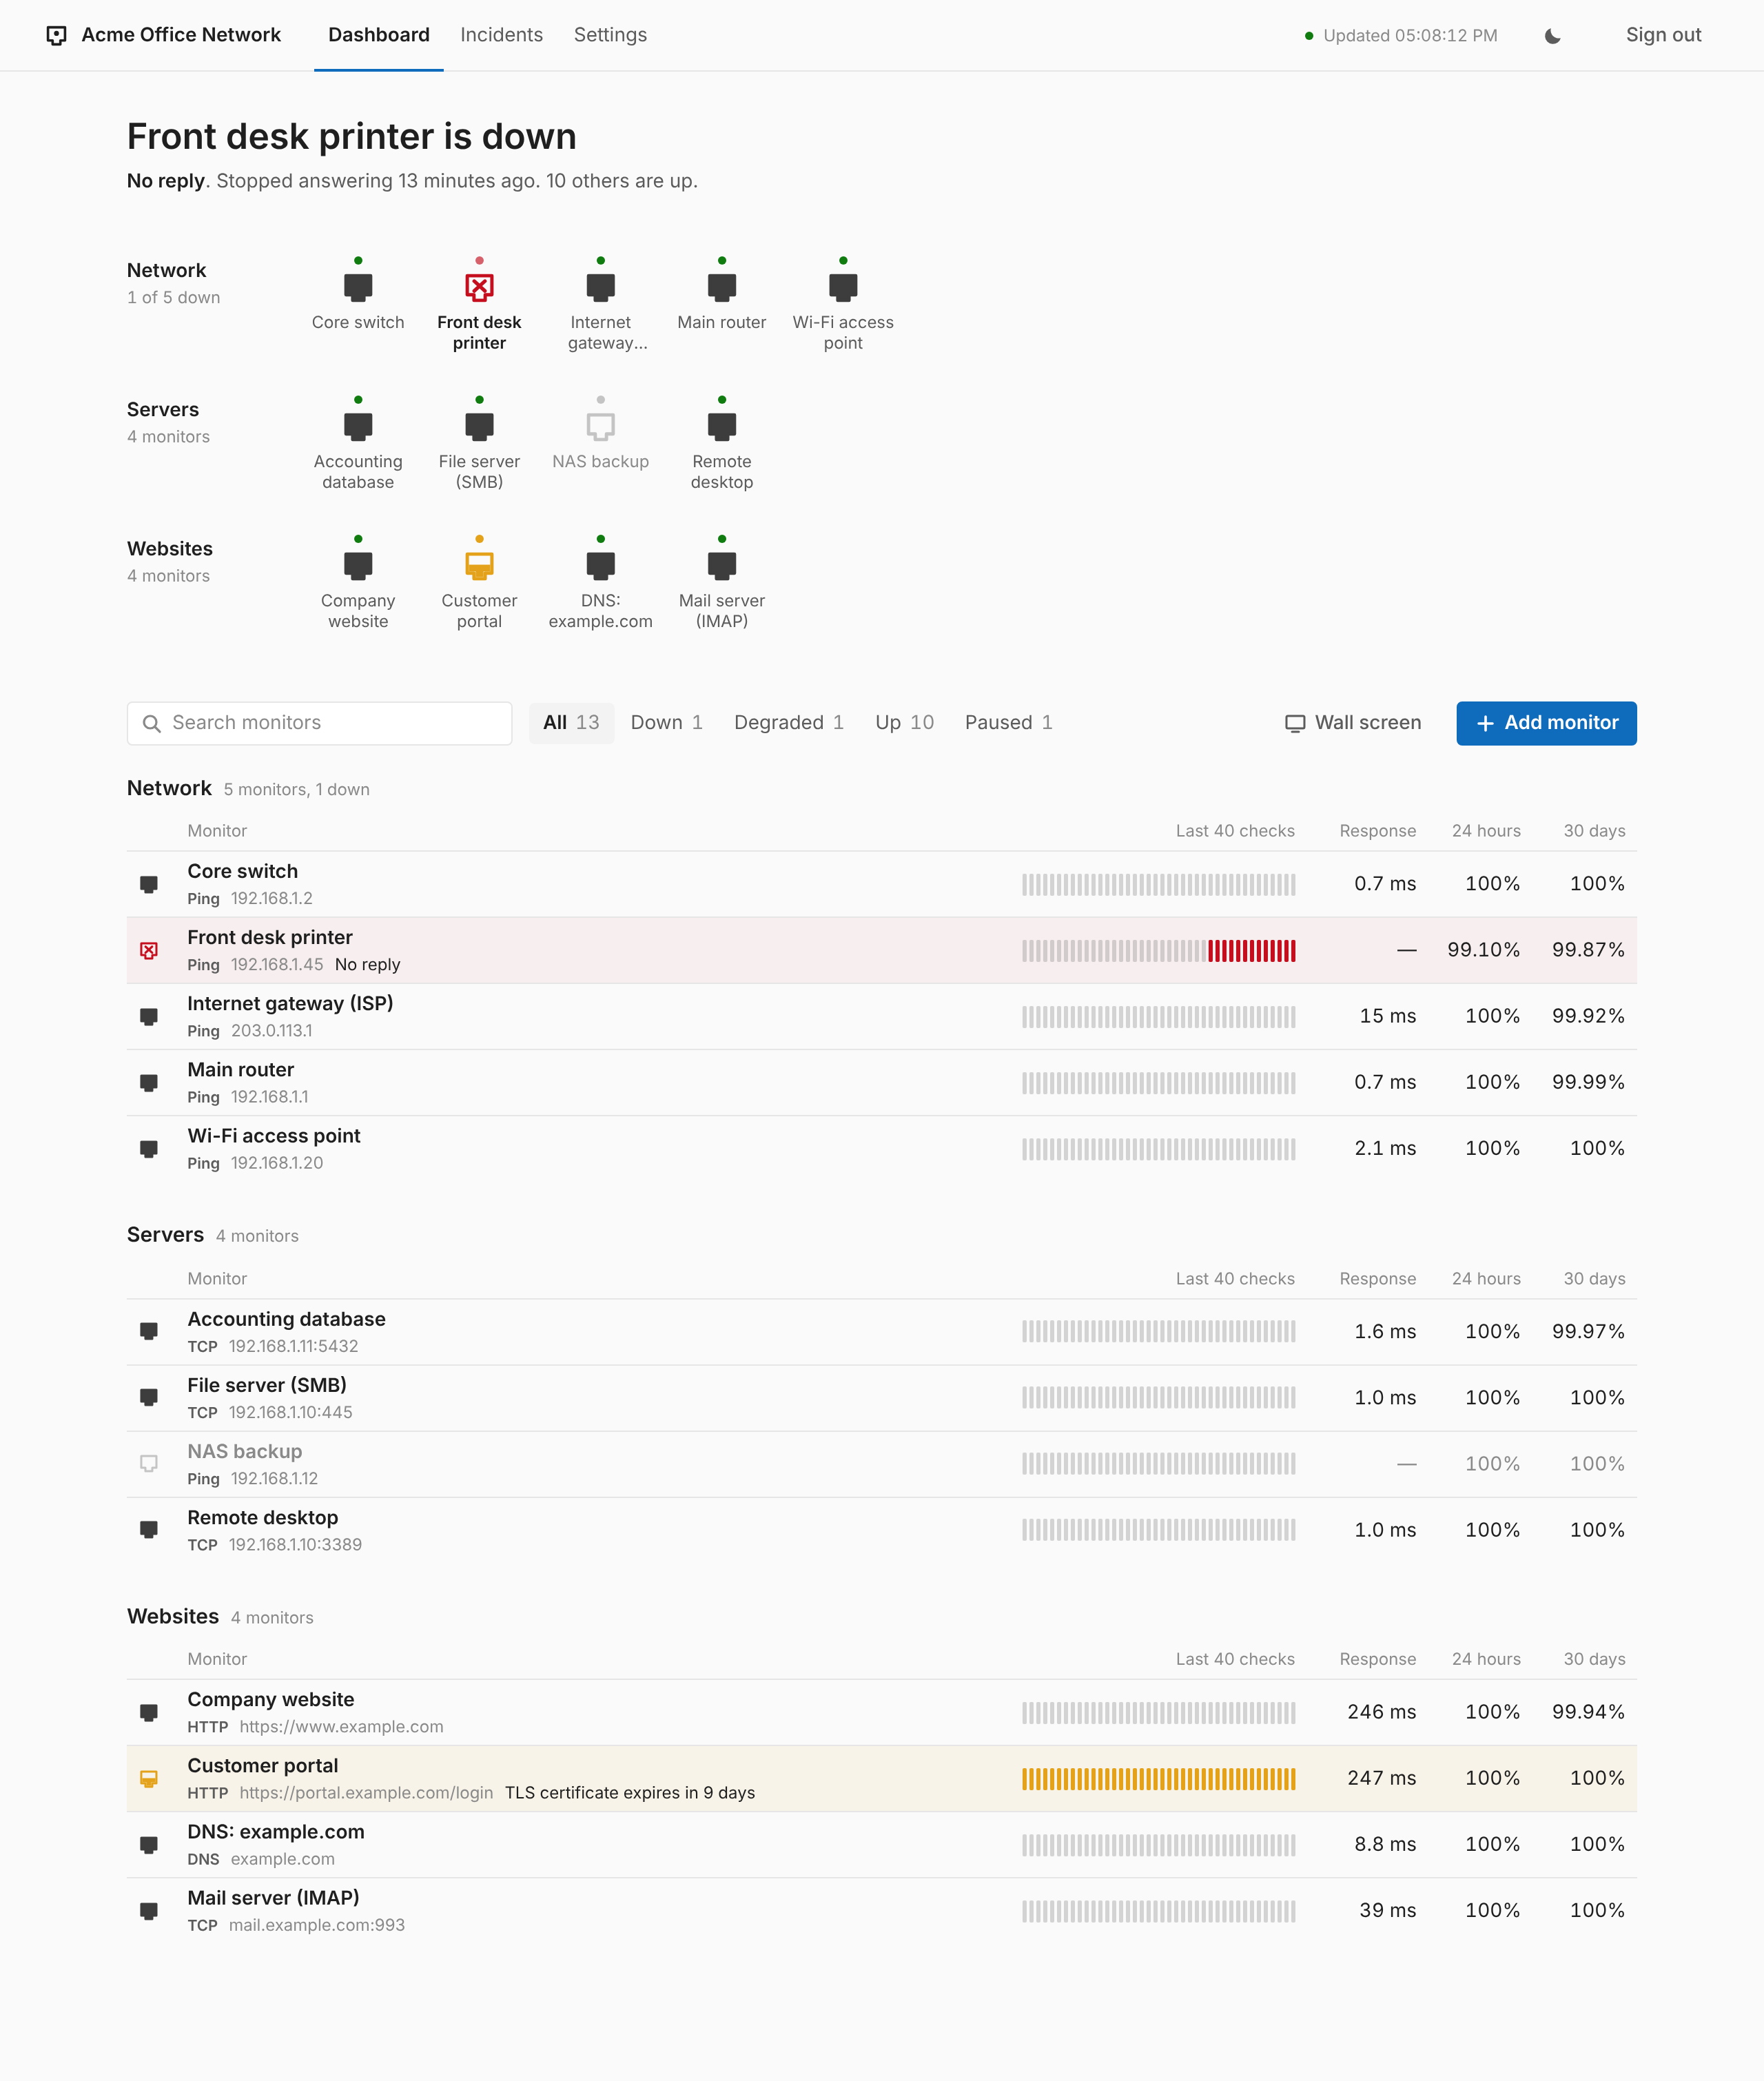 Acme Office Network
Dashboard
Incidents
Settings
Updated 05:08:12 PM
Sign out
Front desk printer is down
No reply. Stopped answering 13 minutes ago. 10 others are up.
Network
1 of 5 down
Core switch
Front desk
printer
Internet
gateway...
Main router
Wi-Fi access
point
Servers
4 monitors
Accounting
database
File server
(SMB)
NAS backup
Remote
desktop
Websites
4 monitors
Company
website
Customer
portal
DNS:
example.com
Mail server
(IMAP)
Search monitors
All 13
Down 1
Degraded 1
Up 10
Paused 1
Wall screen
Add monitor
Network 5 monitors, 1 down
Monitor Last 40 checks Response 24 hours 30 days
Core switch
Ping 192.168.1.2
0.7 ms 100% 100%
Front desk printer
Ping 192.168.1.45 No reply
— 99.10% 99.87%
Internet gateway (ISP)
Ping 203.0.113.1
15 ms 100% 99.92%
Main router
Ping 192.168.1.1
0.7 ms 100% 99.99%
Wi-Fi access point
Ping 192.168.1.20
2.1 ms 100% 100%
Servers 4 monitors
Monitor Last 40 checks Response 24 hours 30 days
Accounting database
TCP 192.168.1.11:5432
1.6 ms 100% 99.97%
File server (SMB)
TCP 192.168.1.10:445
1.0 ms 100% 100%
NAS backup
Ping 192.168.1.12
— 100% 100%
Remote desktop
TCP 192.168.1.10:3389
1.0 ms 100% 100%
Websites 4 monitors
Monitor Last 40 checks Response 24 hours 30 days
Company website
HTTP https://www.example.com
246 ms 100% 99.94%
Customer portal
HTTP https://portal.example.com/login TLS certificate expires in 9 days
247 ms 100% 100%
DNS: example.com
DNS example.com
8.8 ms 100% 100%
Mail server (IMAP)
TCP mail.example.com:993
39 ms 100% 100%